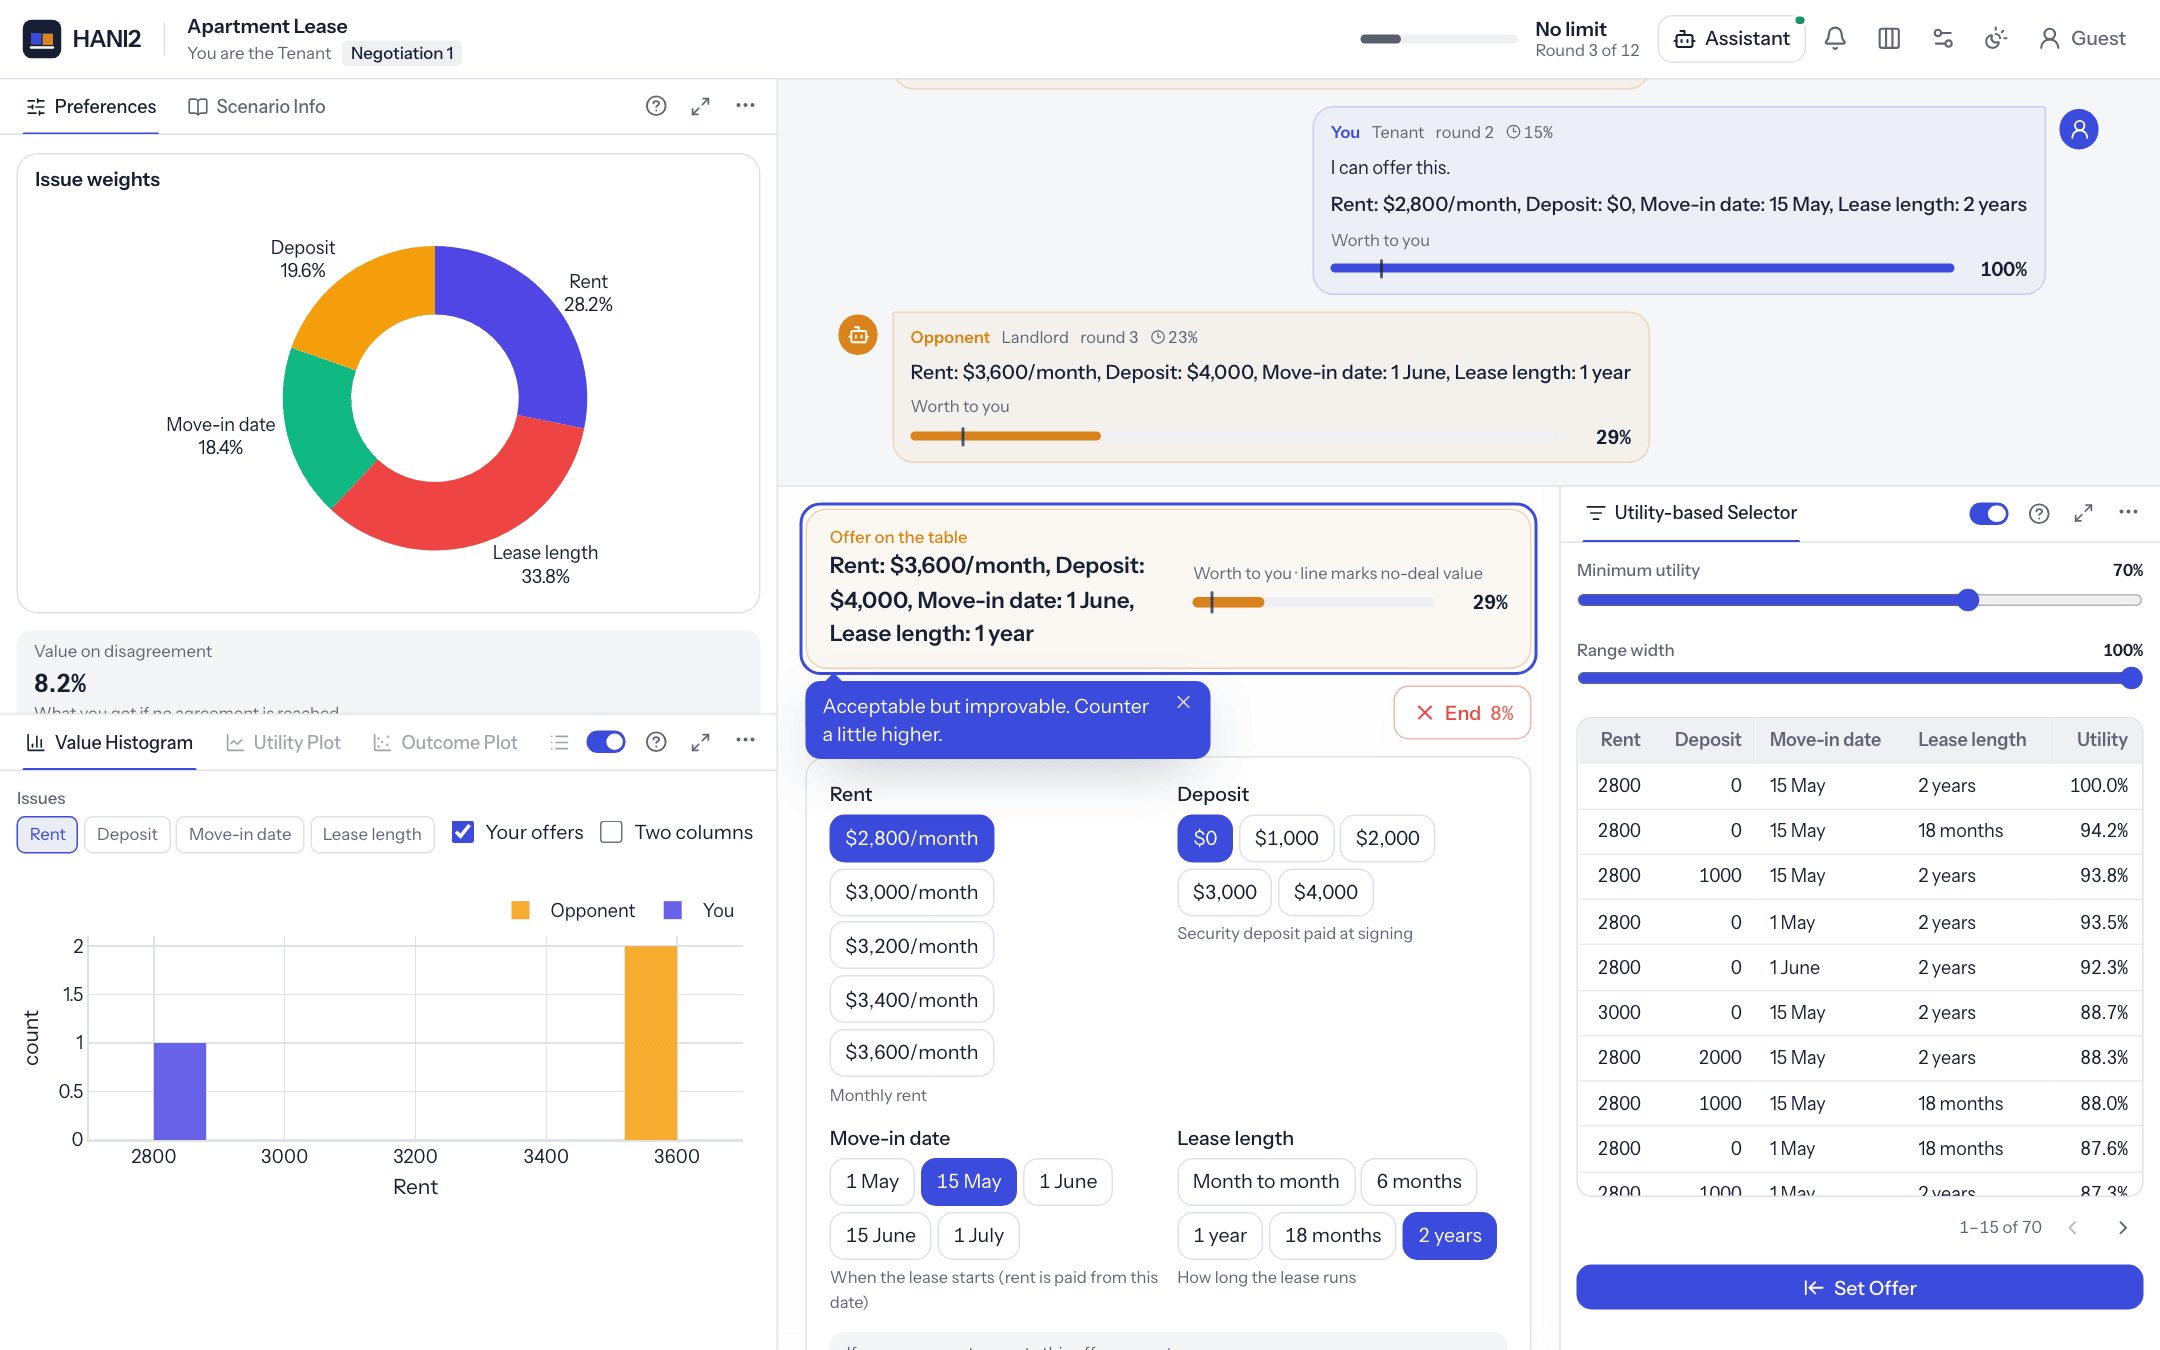 HANI2
Apartment Lease
You are the Tenant
Negotiation 1
No limit
Round 3 of 12
Assistant
Guest
Preferences
Scenario Info
Issue weights
Deposit
19.6%
Rent
28.2%
Move-in date
18.4%
Lease length
33.8%
Value on disagreement
8.2%
What you get if no agreement is reached
Value Histogram
Utility Plot
Outcome Plot
Issues
Rent
Deposit
Move-in date
Lease length
Your offers
Two columns
Opponent
You
2
1.5
1
0.5
0
count
2800
3000
3200
3400
3600
Rent
You Tenant round 2 15%
I can offer this.
Rent: $2,800/month, Deposit: $0, Move-in date: 15 May, Lease length: 2 years
Worth to you
100%
Opponent Landlord round 3 23%
Rent: $3,600/month, Deposit: $4,000, Move-in date: 1 June, Lease length: 1 year
Worth to you
29%
Offer on the table
Rent: $3,600/month, Deposit:
$4,000, Move-in date: 1 June,
Lease length: 1 year
Worth to you · line marks no-deal value
29%
Acceptable but improvable. Counter
a little higher.
End 8%
Rent
$2,800/month
$3,000/month
$3,200/month
$3,400/month
$3,600/month
Monthly rent
Deposit
$0
$1,000
$2,000
$3,000
$4,000
Security deposit paid at signing
Move-in date
1 May
15 May
1 June
15 June
1 July
When the lease starts (rent is paid from this
date)
Lease length
Month to month
6 months
1 year
18 months
2 years
How long the lease runs
Utility-based Selector
Minimum utility
70%
Range width
100%
Rent Deposit Move-in date Lease length Utility
2800 0 15 May 2 years 100.0%
2800 0 15 May 18 months 94.2%
2800 1000 15 May 2 years 93.8%
2800 0 1 May 2 years 93.5%
2800 0 1 June 2 years 92.3%
3000 0 15 May 2 years 88.7%
2800 2000 15 May 2 years 88.3%
2800 1000 15 May 18 months 88.0%
2800 0 1 May 18 months 87.6%
2800 1000 1 May 2 years 87.3%
1–15 of 70
Set Offer